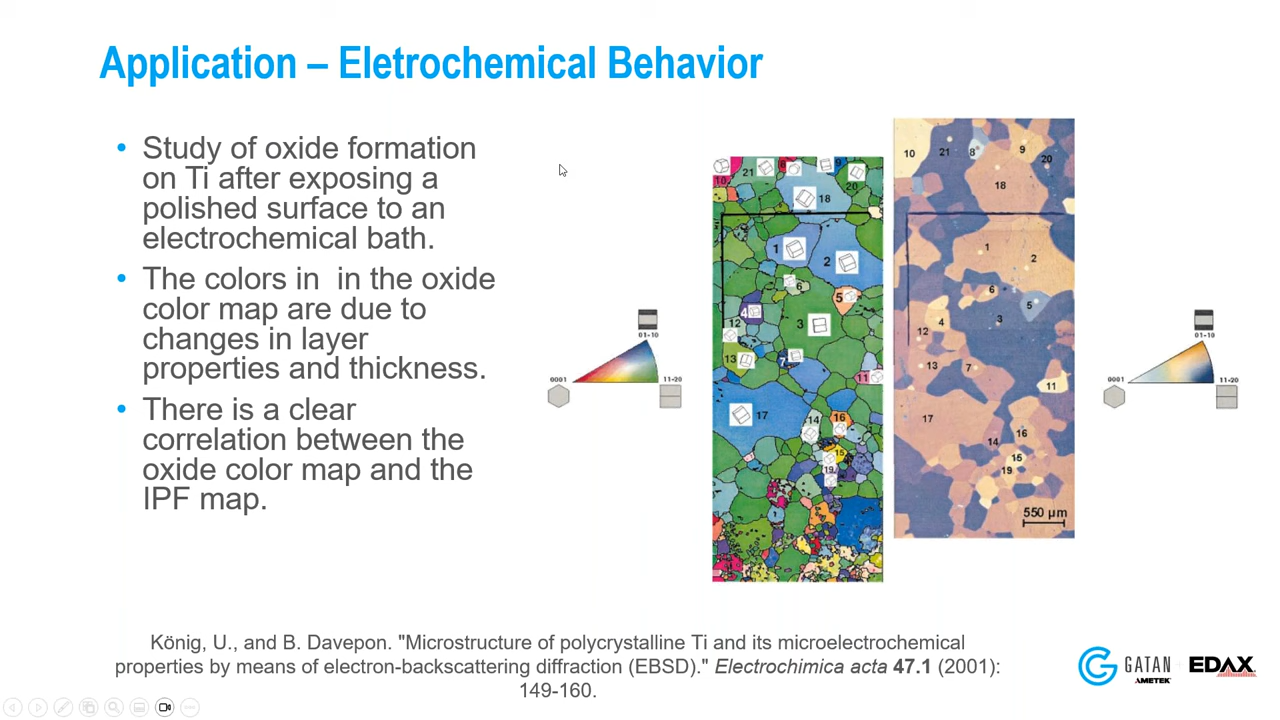 Application – Eletrochemical Behavior
• Study of oxide formation
on Ti after exposing a
polished surface to an
electrochemical bath.
• The colors in  in the oxide
color map are due to
changes in layer
properties and thickness.
• There is a clear
correlation between the
oxide color map and the
IPF map.
01-10
0001
11-20
21
6
9
10
20
18
1
2
6
5
4
3
12
13
7
11
17
14
16
15
19
10
21
8
9
20
18
1
2
6
5
3
4
12
13
7
11
17
14
16
15
19
550 µm
01-10
0001
11-20
König, U., and B. Davepon. "Microstructure of polycrystalline Ti and its microelectrochemical
properties by means of electron-backscattering diffraction (EBSD)." Electrochimica acta 47.1 (2001):
149-160.
GATAN
AMETEK
EDAX